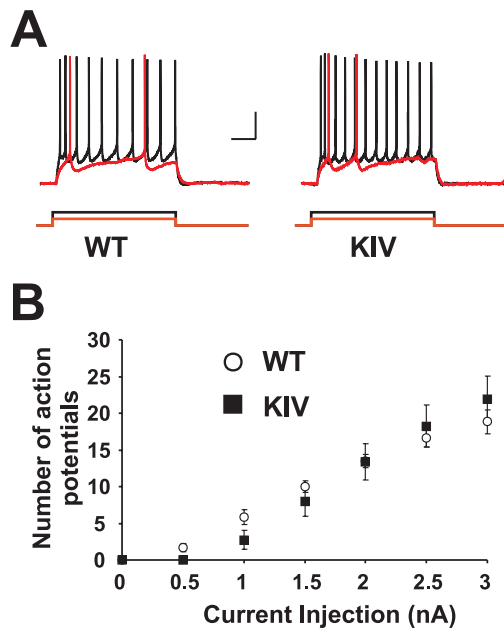 A
WT
KIV
B
Number of action
potentials
30
25
20
15
10
5
0
WT
KIV
0 0.5 1 1.5 2 2.5 3
Current Injection (nA)